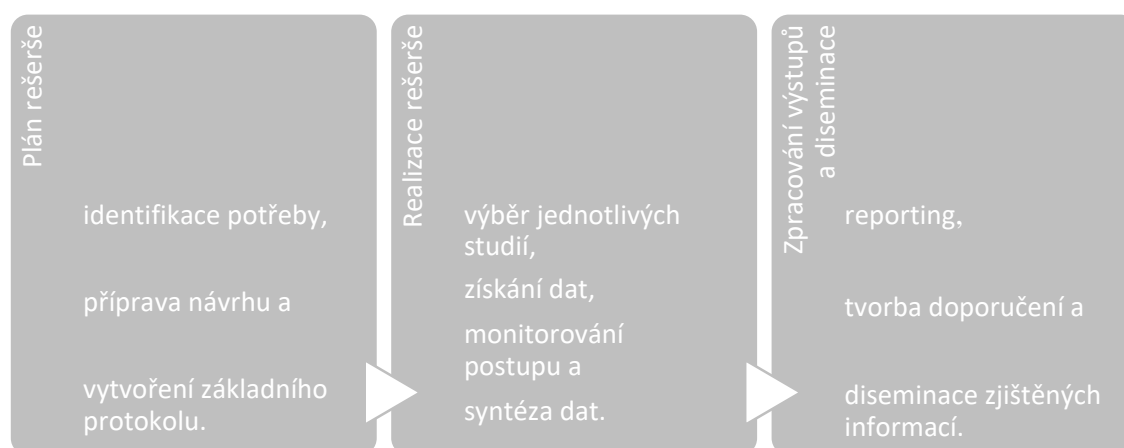 Plán rešerše
identifikace potřeby,
příprava návrhu a
vytvoření základního
protokolu.
Realizace rešerše
výběr jednotlivých
studií,
získání dat,
monitorování
postupu a
syntéza dat.
Zpracování výstupů
a diseminace
reporting,
tvorba doporučení a
diseminace zjištěných
informací.